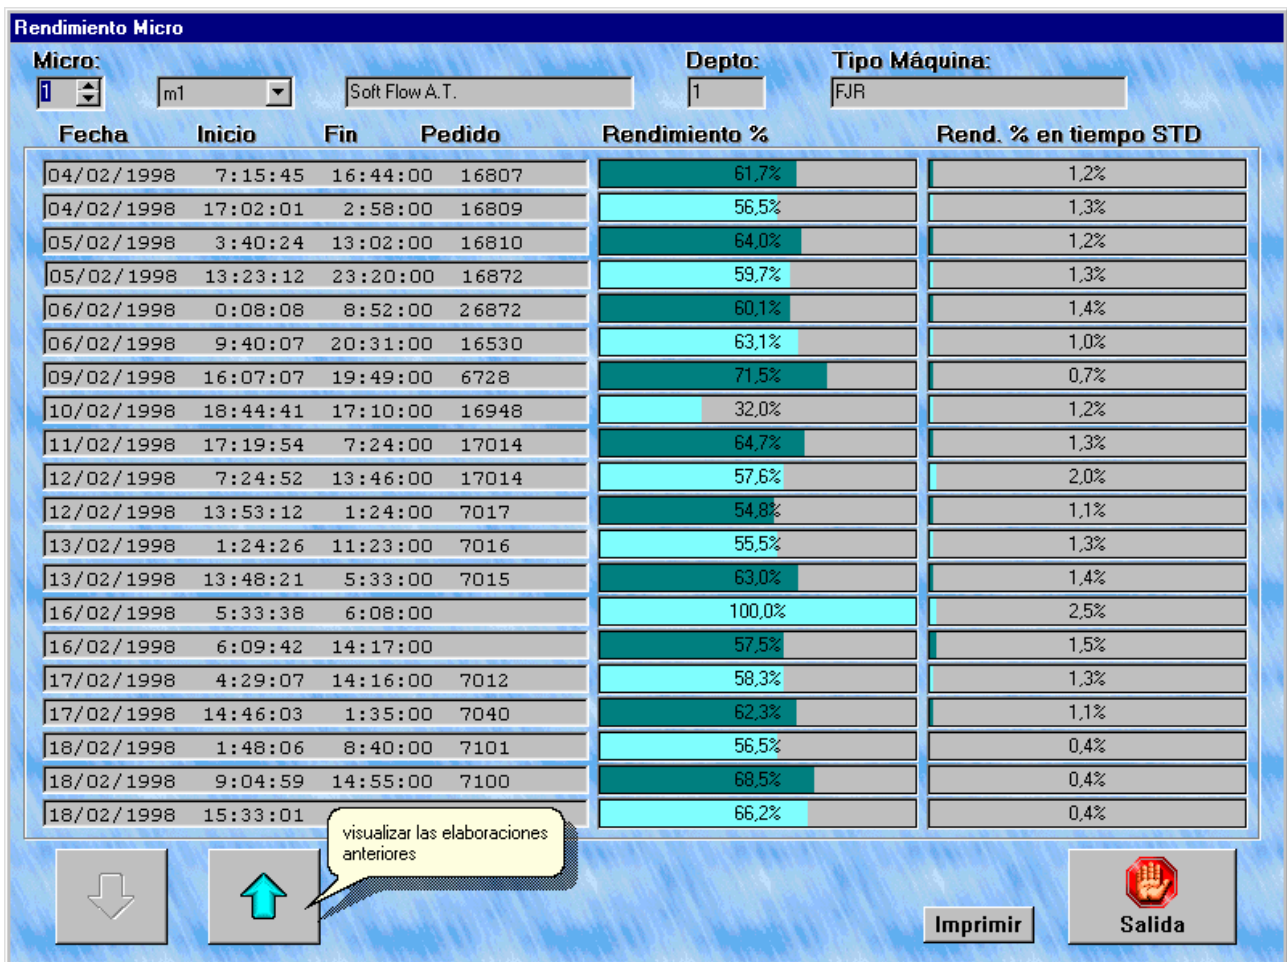 Rendimiento Micro
Micro: Depto: Tipo Máquina:
1 m1 Soft Flow A.T. 1 FJR
Fecha Inicio Fin Pedido Rendimiento % Rend. % en tiempo STD
04/02/1998 7:15:45 16:44:00 16807 61,7% 1,2%
04/02/1998 17:02:01 2:58:00 16809 56,5% 1,3%
05/02/1998 3:40:24 13:02:00 16810 64,0% 1,2%
05/02/1998 13:23:12 23:20:00 16872 59,7% 1,3%
06/02/1998 0:08:08 8:52:00 26872 60,1% 1,4%
06/02/1998 9:40:07 20:31:00 16530 63,1% 1,0%
09/02/1998 16:07:07 19:49:00 6728 71,5% 0,7%
10/02/1998 18:44:41 17:10:00 16948 32,0% 1,2%
11/02/1998 17:19:54 7:24:00 17014 64,7% 1,3%
12/02/1998 7:24:52 13:46:00 17014 57,6% 2,0%
12/02/1998 13:53:12 1:24:00 7017 54,8% 1,1%
13/02/1998 1:24:26 11:23:00 7016 55,5% 1,3%
13/02/1998 13:48:21 5:33:00 7015 63,0% 1,4%
16/02/1998 5:33:38 6:08:00 100,0% 2,5%
16/02/1998 6:09:42 14:17:00 57,5% 1,5%
17/02/1998 4:29:07 14:16:00 7012 58,3% 1,3%
17/02/1998 14:46:03 1:35:00 7040 62,3% 1,1%
18/02/1998 1:48:06 8:40:00 7101 56,5% 0,4%
18/02/1998 9:04:59 14:55:00 7100 68,5% 0,4%
18/02/1998 15:33:01 66,2% 0,4%
visualizar las elaboraciones
anteriores
Imprimir Salida